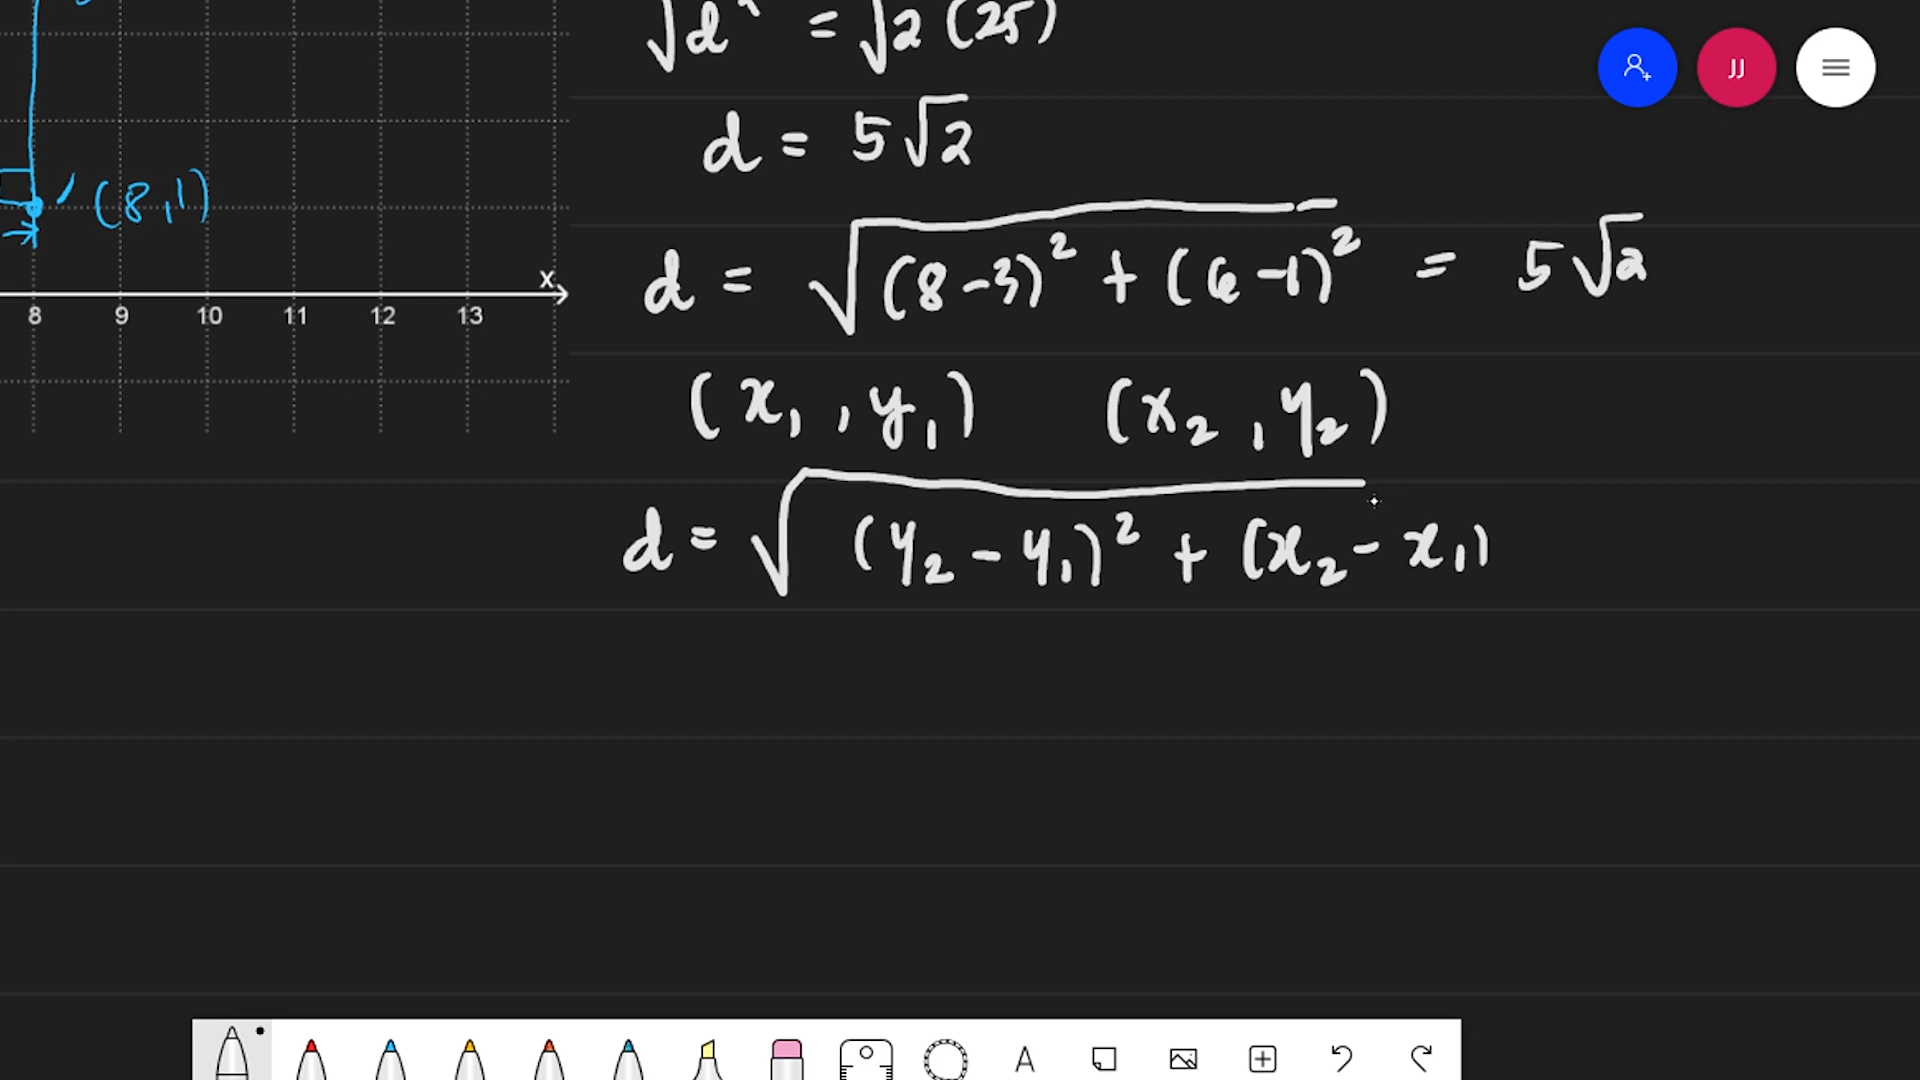 √d² = √2 (25)
JJ
d = 5√2
(8,1)
d = √(8-3)² + (6-1)² = 5√2
x
8 9 10 11 12 13
(x₁, y₁) (x₂, y₂)
d = √(y₂ - y₁)² + (x₂ - x₁)
A